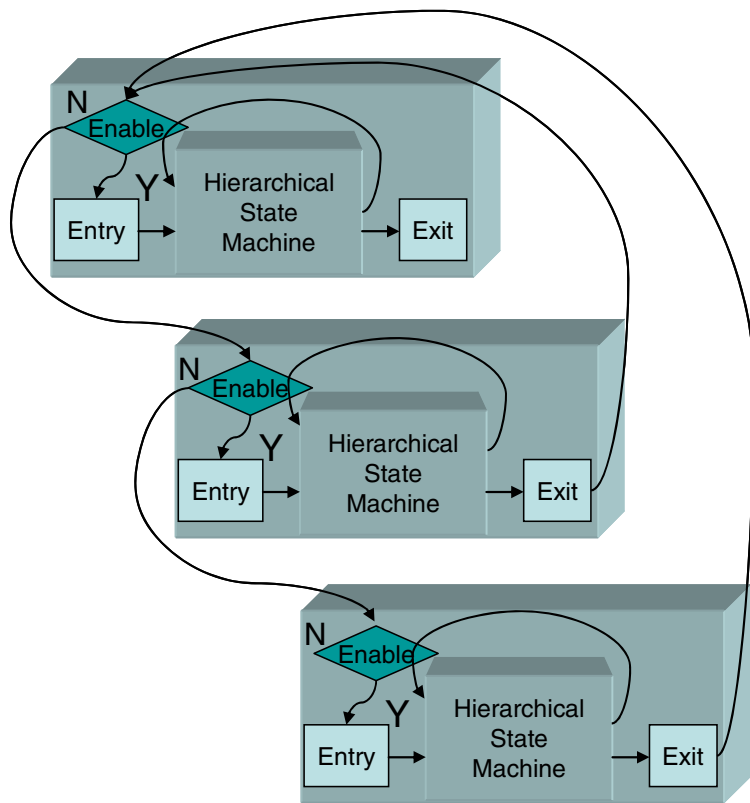 N
Enable
Y
Hierarchical
State
Machine
Entry
Exit
N
Enable
Y
Hierarchical
State
Machine
Entry
Exit
N
Enable
Y
Hierarchical
State
Machine
Entry
Exit